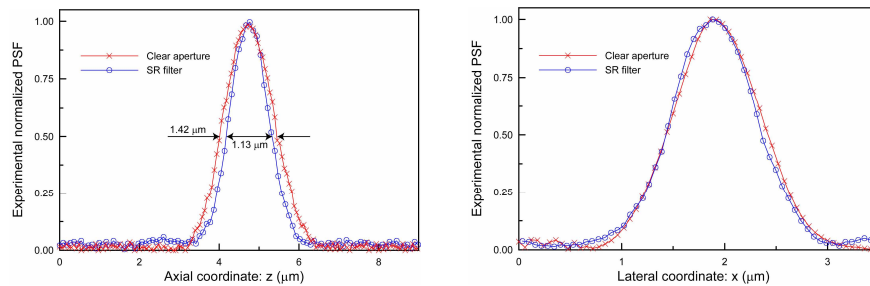 Experimental normalized PSF
1.00
0.75
0.50
0.25
0.00
Clear aperture
SR filter
1.42 μm
1.13 μm
0
2
4
6
8
Axial coordinate: z (μm)
Experimental normalized PSF
1.00
0.75
0.50
0.25
0.00
Clear aperture
SR filter
0
1
2
3
Lateral coordinate: x (μm)